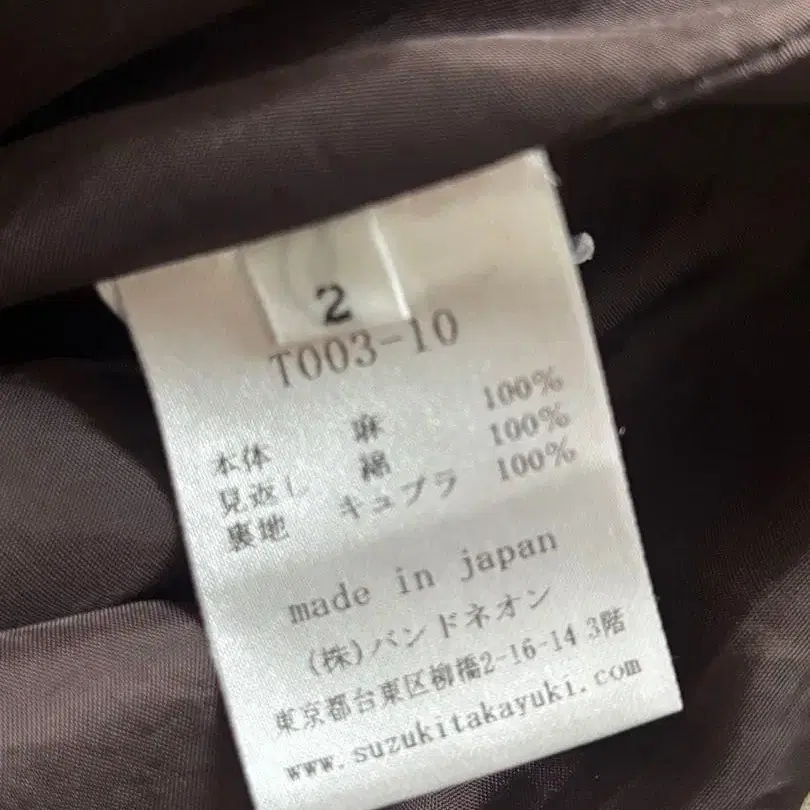 2
T003-10
本体 麻 100%
見返し 綿 100%
裏地 キュプラ 100%
made in japan
(株)バンドネオン
東京都台東区柳橋2-16-14 3階
www.suzukitakayuki.com